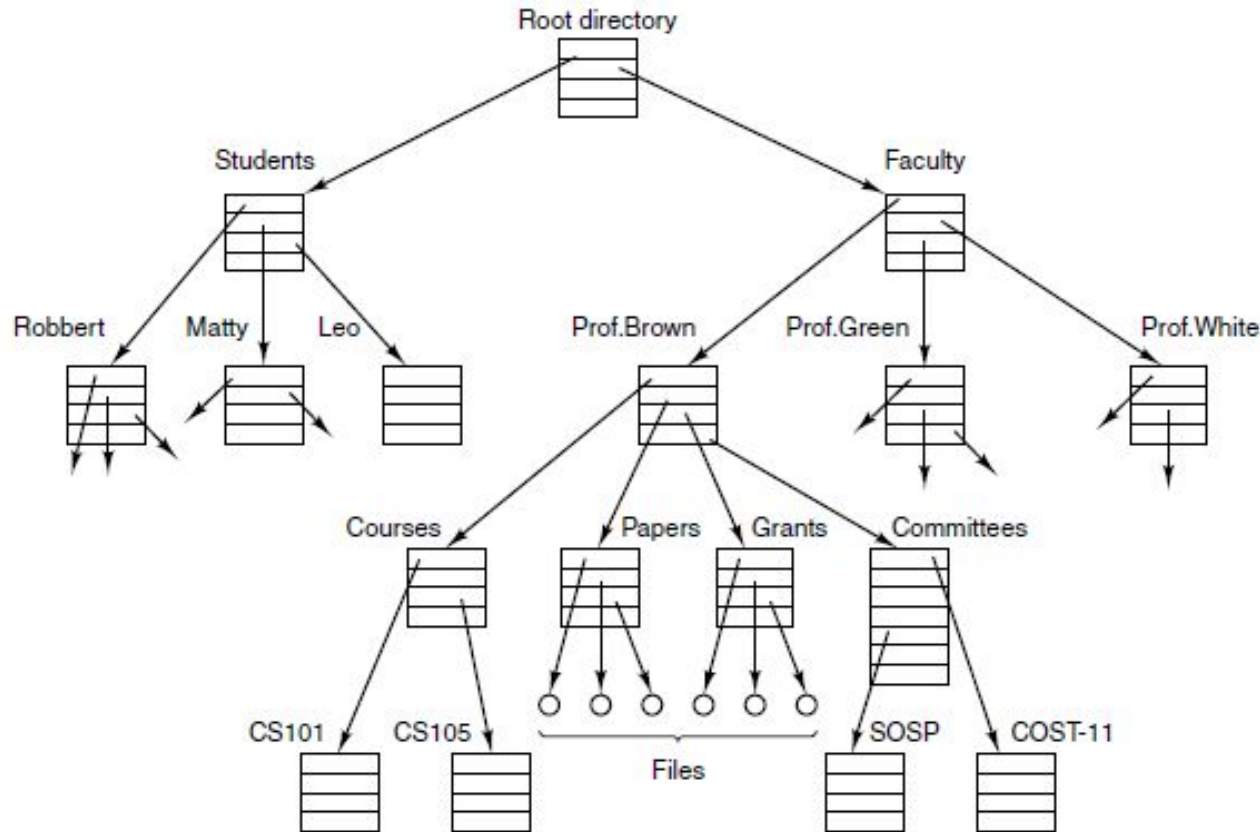 Root directory
Students
Faculty
Robbert
Matty
Leo
Prof.Brown
Prof.Green
Prof.White
Courses
Papers
Grants
Committees
CS101
CS105
SOSP
COST-11
Files